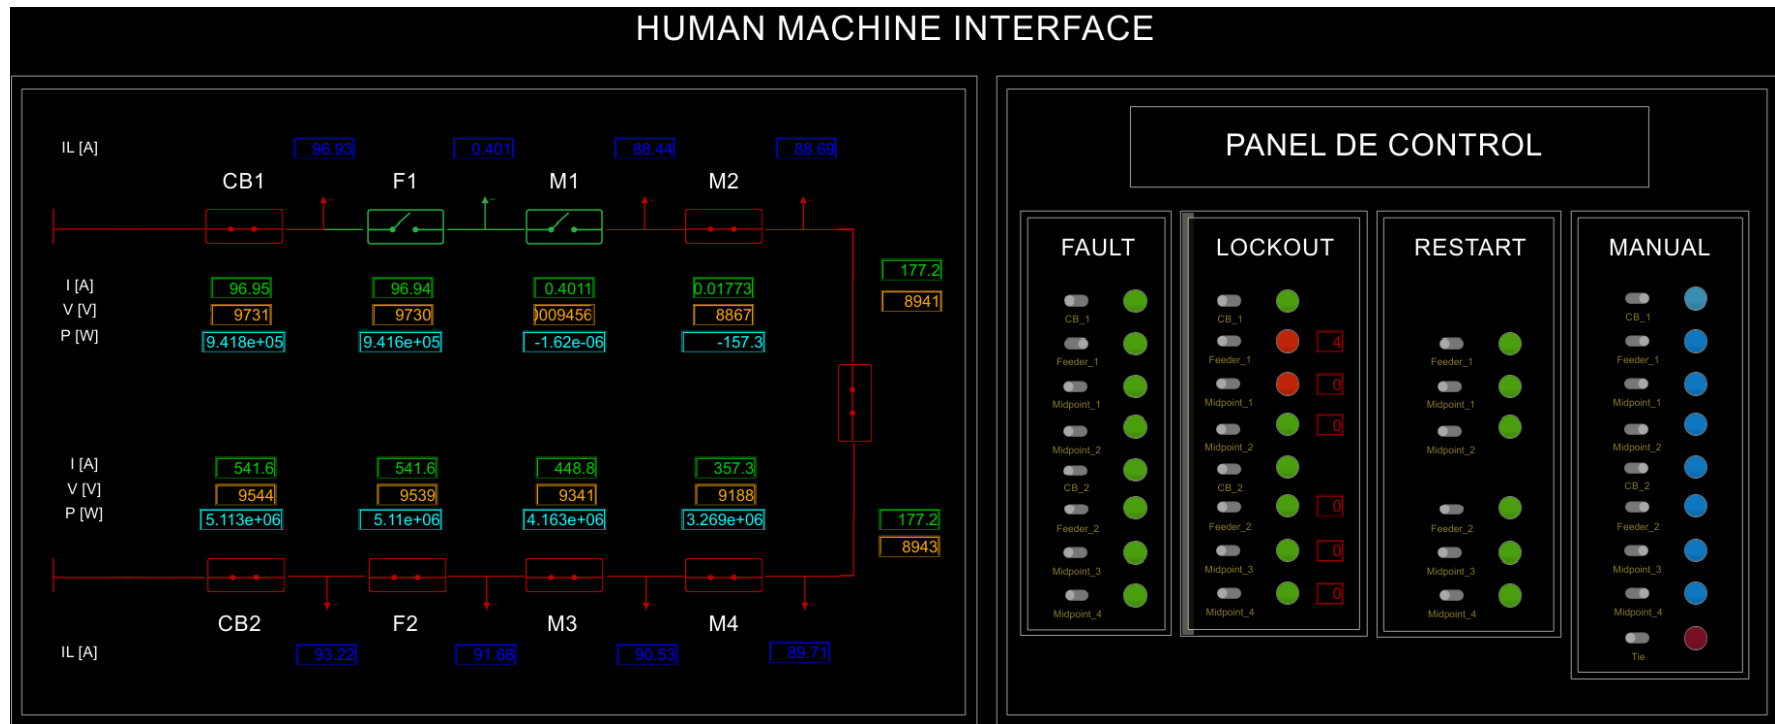 HUMAN MACHINE INTERFACE
IL [A] 96.93 0.401 88.44 88.69
CB1 F1 M1 M2
I [A] 96.95 96.94 0.4011 0.01773
V [V] 9731 9730 0009456 8867
P [W] 9.418e+05 9.416e+05 -1.62e-06 -157.3
177.2
8941
I [A] 541.6 541.6 448.8 357.3
V [V] 9544 9539 9341 9188
P [W] 5.113e+06 5.11e+06 4.163e+06 3.269e+06
177.2
8943
CB2 F2 M3 M4
IL [A] 93.22 91.68 90.53 89.71
PANEL DE CONTROL
FAULT
CB_1
Feeder_1
Midpoint_1
Midpoint_2
CB_2
Feeder_2
Midpoint_3
Midpoint_4
LOCKOUT
CB_1
Feeder_1 4
Midpoint_1 0
Midpoint_2 0
CB_2
Feeder_2 0
Midpoint_3 0
Midpoint_4 0
RESTART
Feeder_1
Midpoint_1
Midpoint_2
Feeder_2
Midpoint_3
Midpoint_4
MANUAL
CB_1
Feeder_1
Midpoint_1
Midpoint_2
CB_2
Feeder_2
Midpoint_3
Midpoint_4
Tie